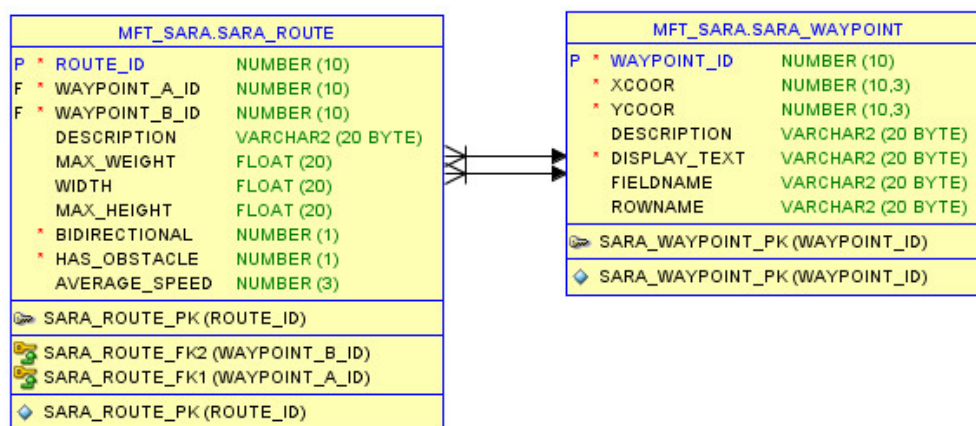 MFT_SARA.SARA_ROUTE
P * ROUTE_ID NUMBER (10)
F * WAYPOINT_A_ID NUMBER (10)
F * WAYPOINT_B_ID NUMBER (10)
DESCRIPTION VARCHAR2 (20 BYTE)
MAX_WEIGHT FLOAT (20)
WIDTH FLOAT (20)
MAX_HEIGHT FLOAT (20)
* BIDIRECTIONAL NUMBER (1)
* HAS_OBSTACLE NUMBER (1)
AVERAGE_SPEED NUMBER (3)
SARA_ROUTE_PK (ROUTE_ID)
SARA_ROUTE_FK2 (WAYPOINT_B_ID)
SARA_ROUTE_FK1 (WAYPOINT_A_ID)
SARA_ROUTE_PK (ROUTE_ID)
MFT_SARA.SARA_WAYPOINT
P * WAYPOINT_ID NUMBER (10)
* XCOOR NUMBER (10,3)
* YCOOR NUMBER (10,3)
DESCRIPTION VARCHAR2 (20 BYTE)
* DISPLAY_TEXT VARCHAR2 (20 BYTE)
FIELDNAME VARCHAR2 (20 BYTE)
ROWNAME VARCHAR2 (20 BYTE)
SARA_WAYPOINT_PK (WAYPOINT_ID)
SARA_WAYPOINT_PK (WAYPOINT_ID)